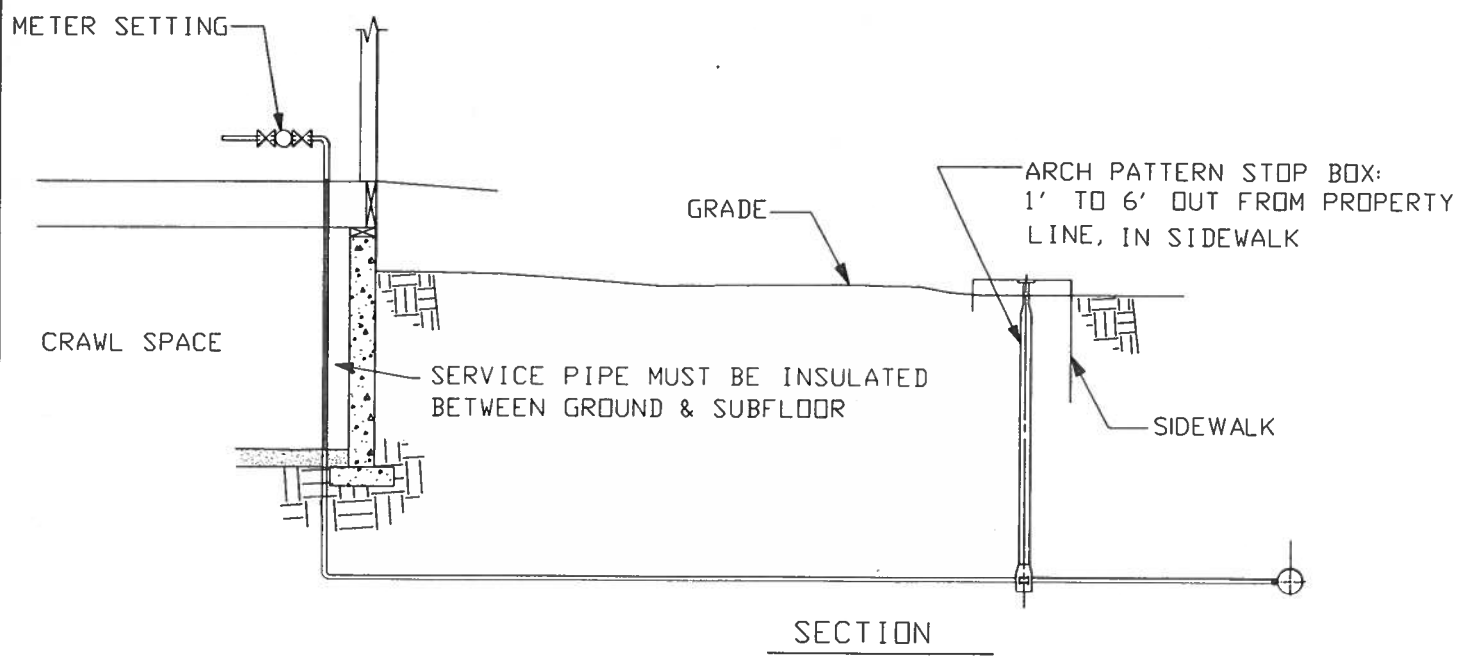 METER SETTING
ARCH PATTERN STOP BOX:
1' TO 6' OUT FROM PROPERTY
LINE, IN SIDEWALK
GRADE
CRAWL SPACE
SERVICE PIPE MUST BE INSULATED
BETWEEN GROUND & SUBFLOOR
SIDEWALK
SECTION